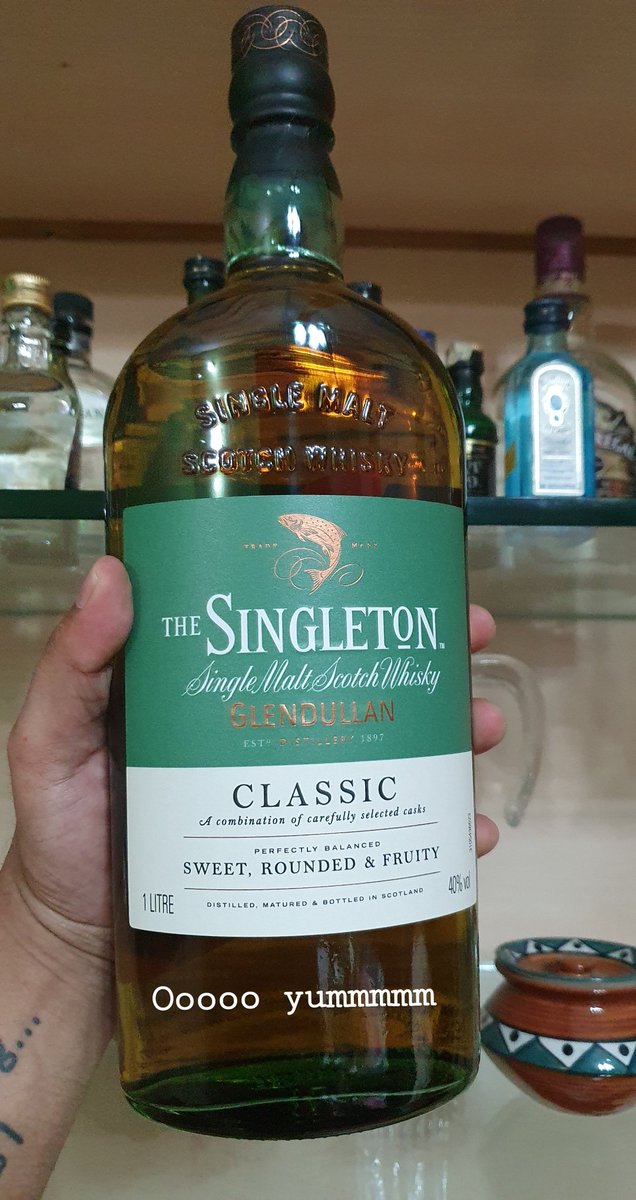 SINGLE MALT
SCOTCH WHISKY
TRADE MARK
THE SINGLETON
Single Malt Scotch Whisky
GLENDULLAN
ESTD DISTILLERY 1897
CLASSIC
A combination of carefully selected casks
PERFECTLY BALANCED
SWEET, ROUNDED & FRUITY
1 LITRE
DISTILLED, MATURED & BOTTLED IN SCOTLAND
40% vol
Ooooo yummmmm